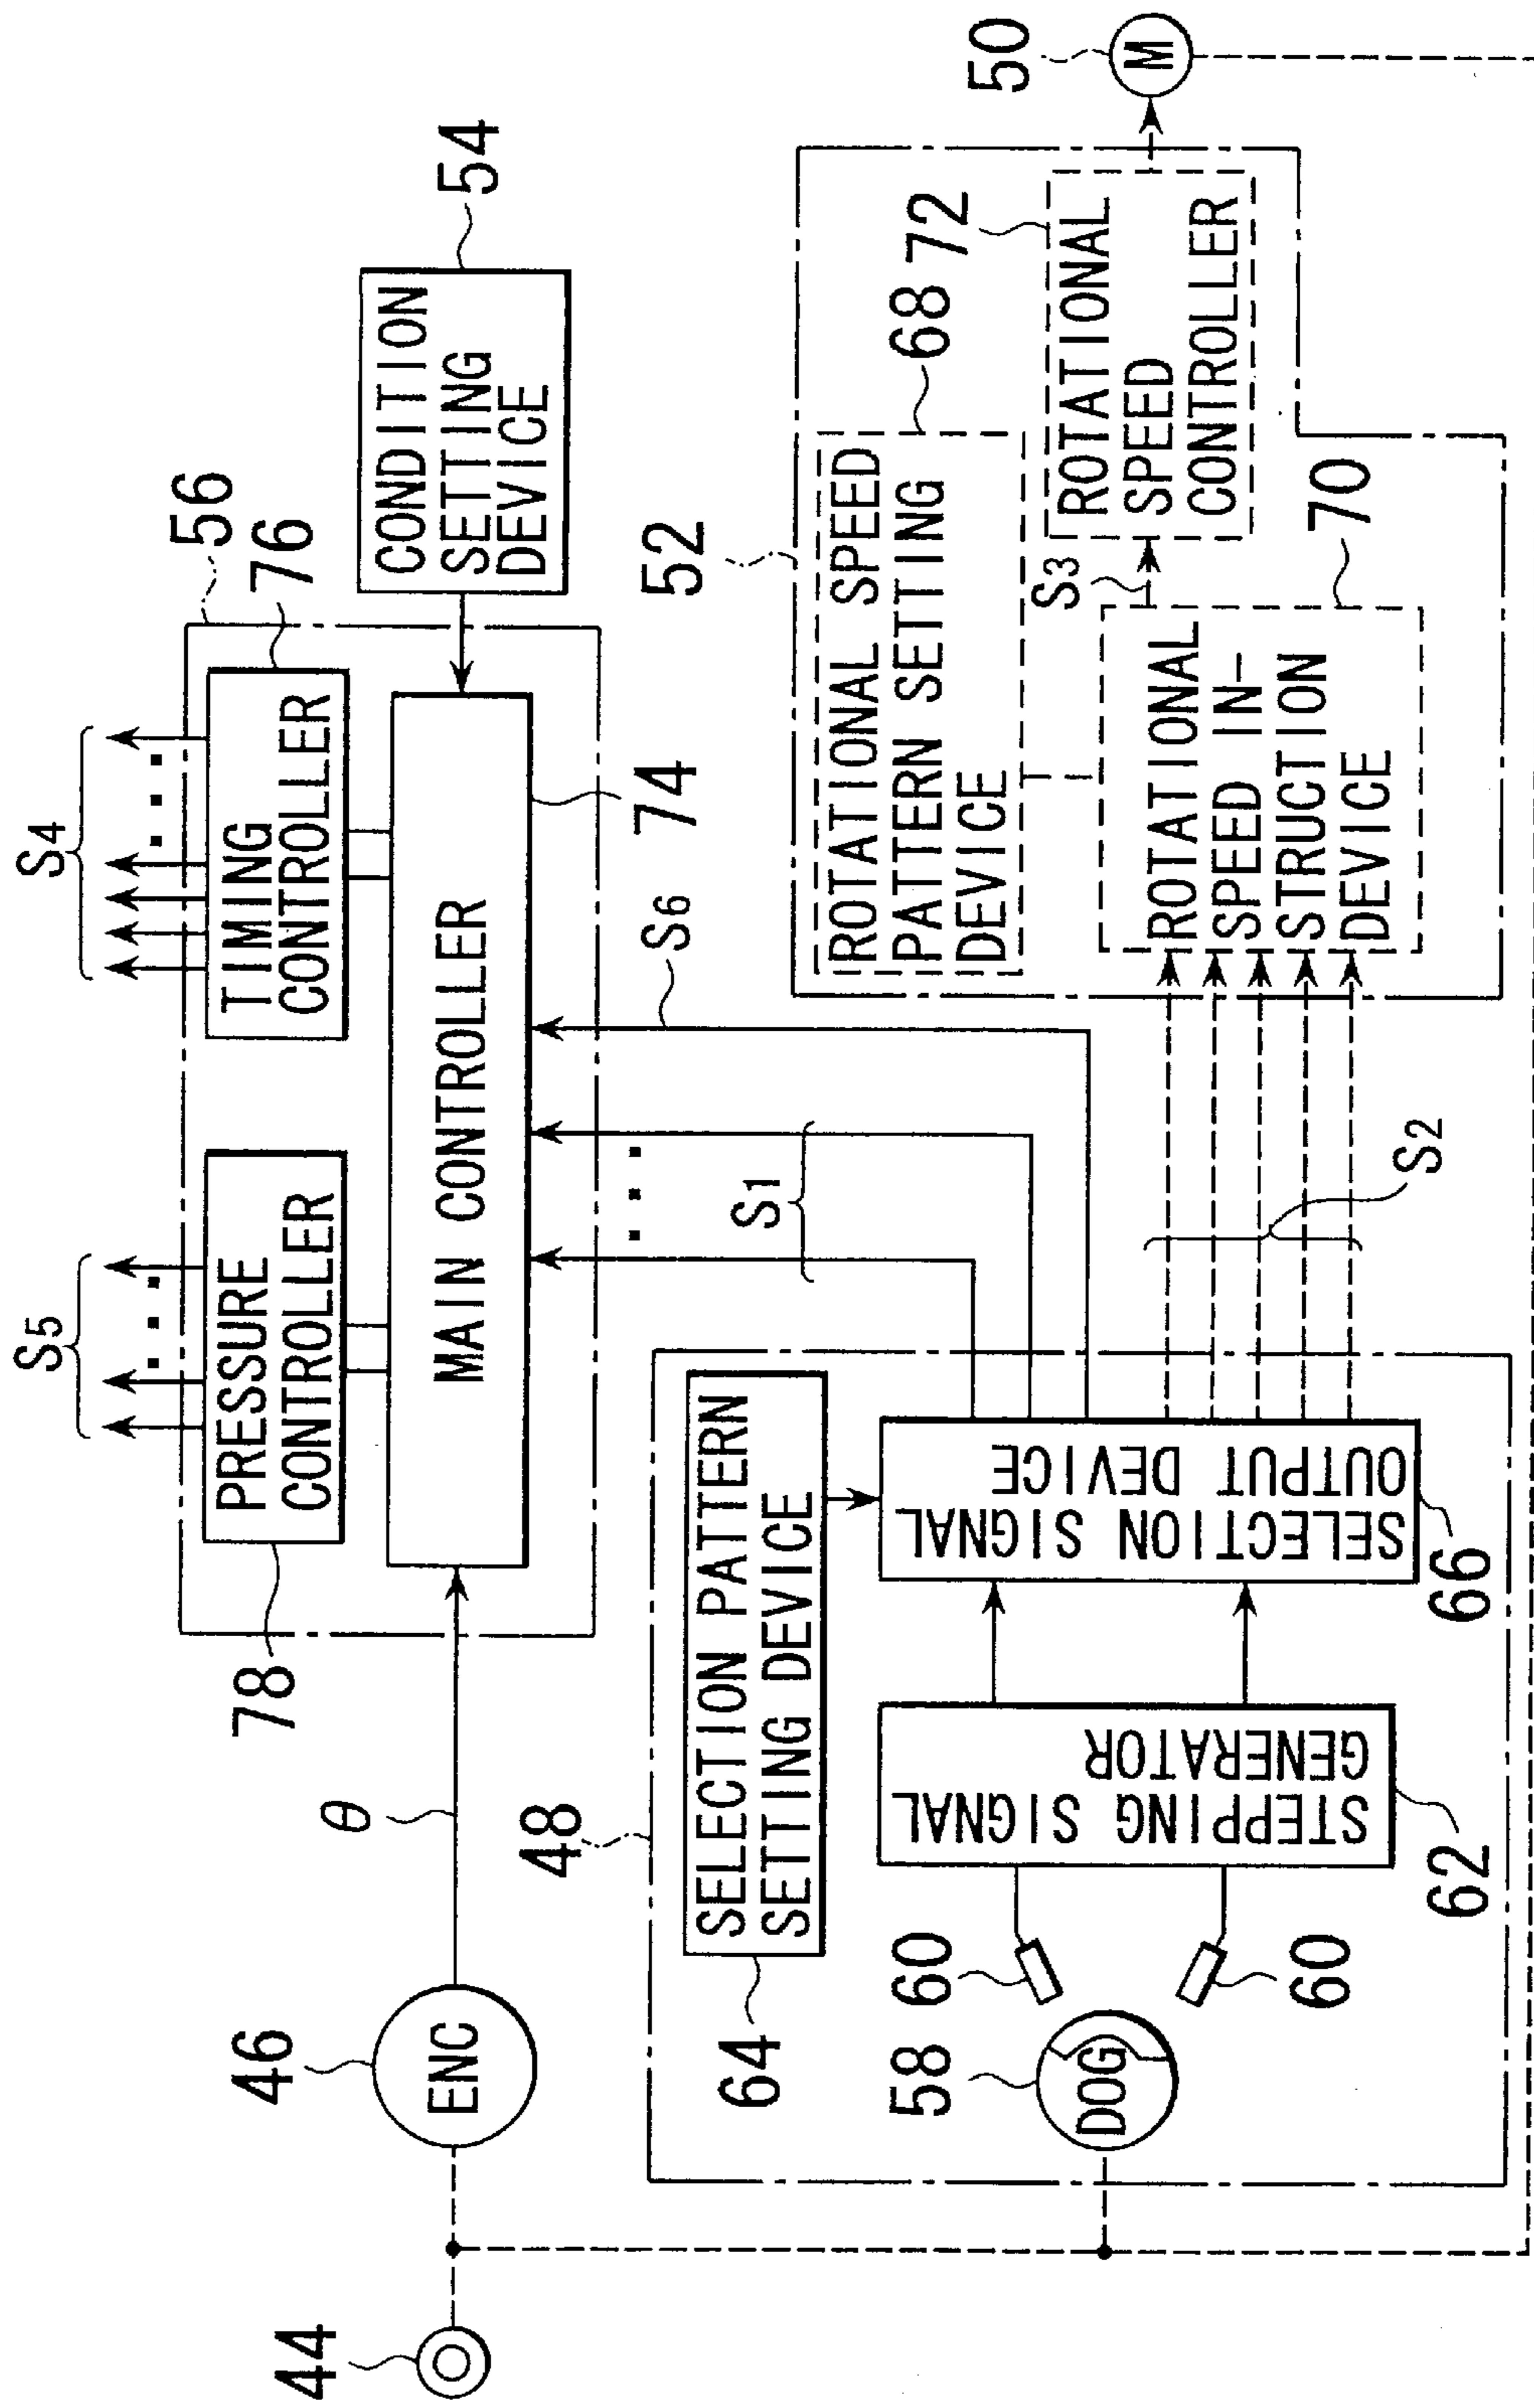 S5
S4
56
76
78
PRESSURE
CONTROLLER
TIMING
CONTROLLER
54
CONDITION
SETTING
DEVICE
44
46
ENC
θ
MAIN CONTROLLER
74
S6
S1
52
48
64
SELECTION PATTERN
SETTING DEVICE
58
DOG
60
60
STEPPING SIGNAL
GENERATOR
62
SELECTION SIGNAL
OUTPUT DEVICE
66
S2
ROTATIONAL SPEED
PATTERN SETTING
DEVICE
68
ROTATIONAL
SPEED IN-
STRUCTION
DEVICE
70
S3
ROTATIONAL
SPEED
CONTROLLER
72
50
M